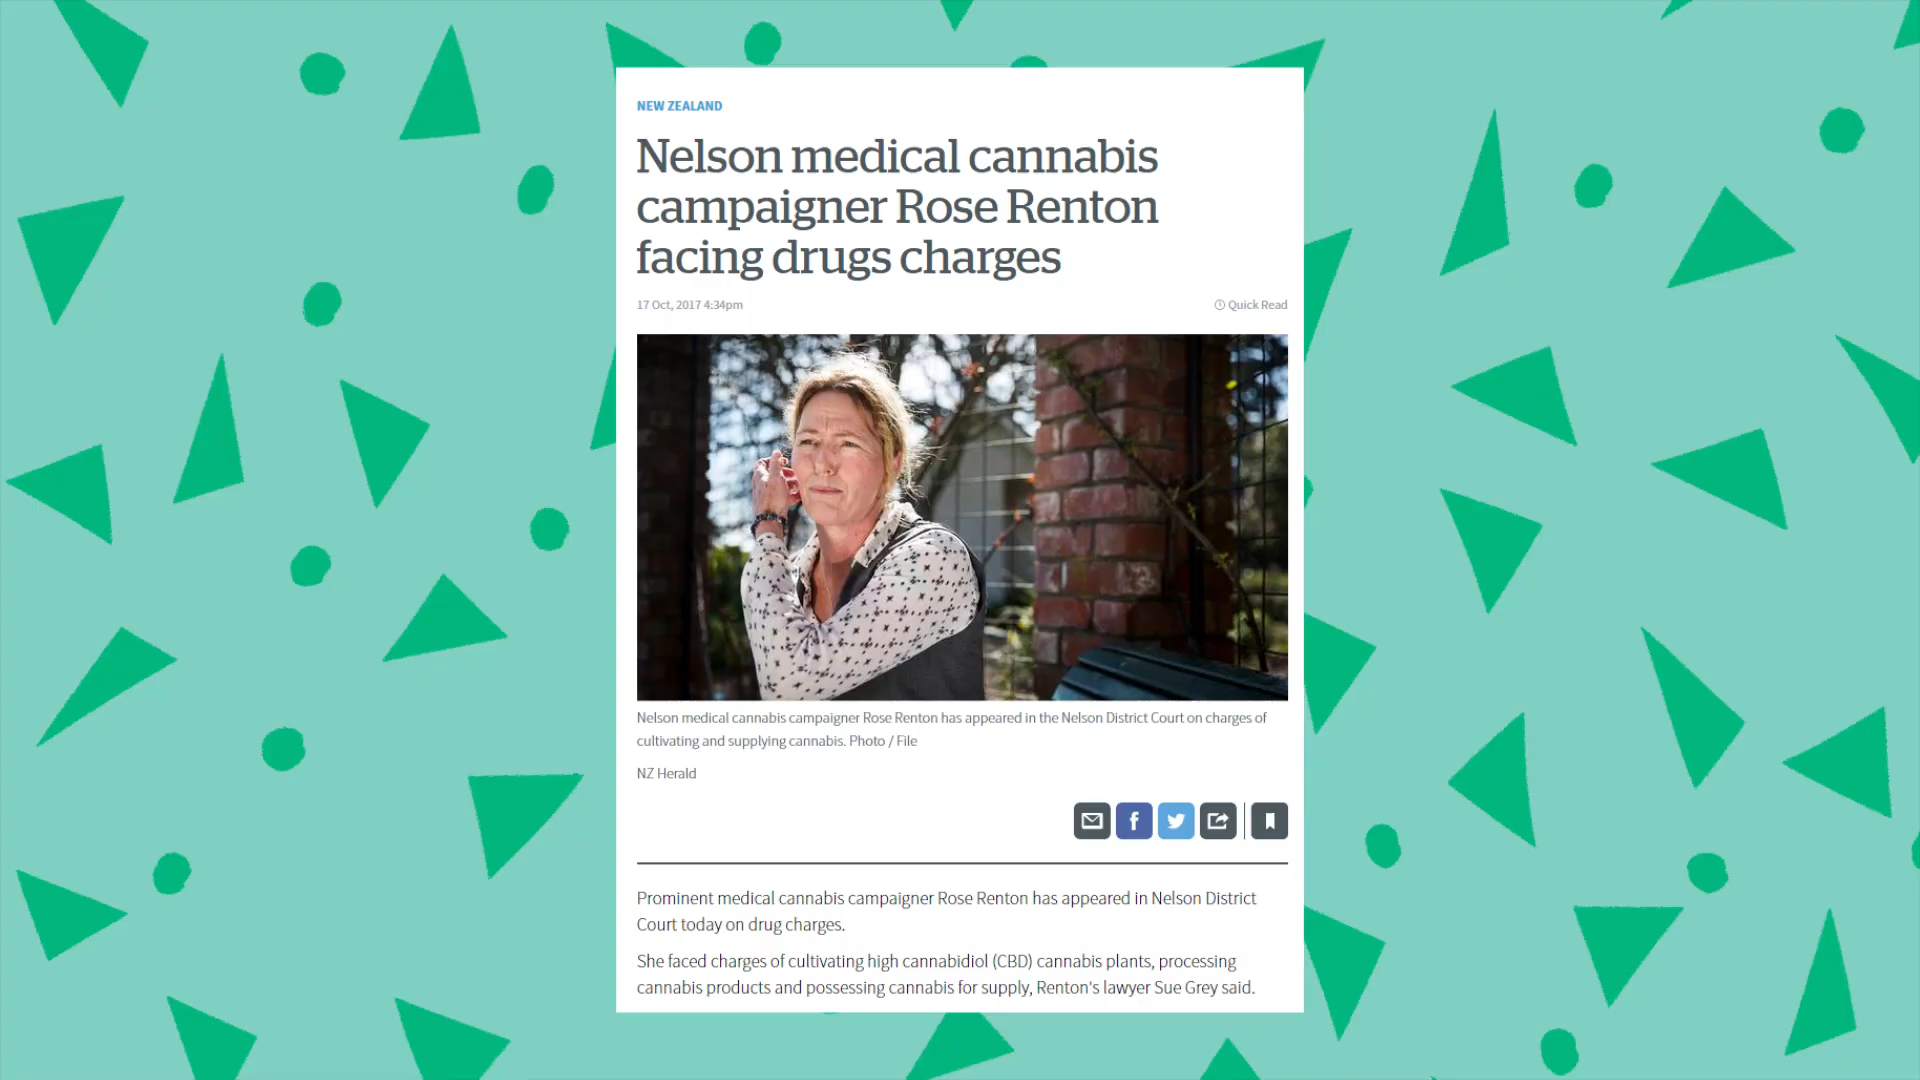 NEW ZEALAND
Nelson medical cannabis
campaigner Rose Renton
facing drugs charges
17 Oct, 2017 4:34pm
Quick Read
Nelson medical cannabis campaigner Rose Renton has appeared in the Nelson District Court on charges of
cultivating and supplying cannabis. Photo / File
NZ Herald
Prominent medical cannabis campaigner Rose Renton has appeared in Nelson District
Court today on drug charges.
She faced charges of cultivating high cannabidiol (CBD) cannabis plants, processing
cannabis products and possessing cannabis for supply, Renton's lawyer Sue Grey said.